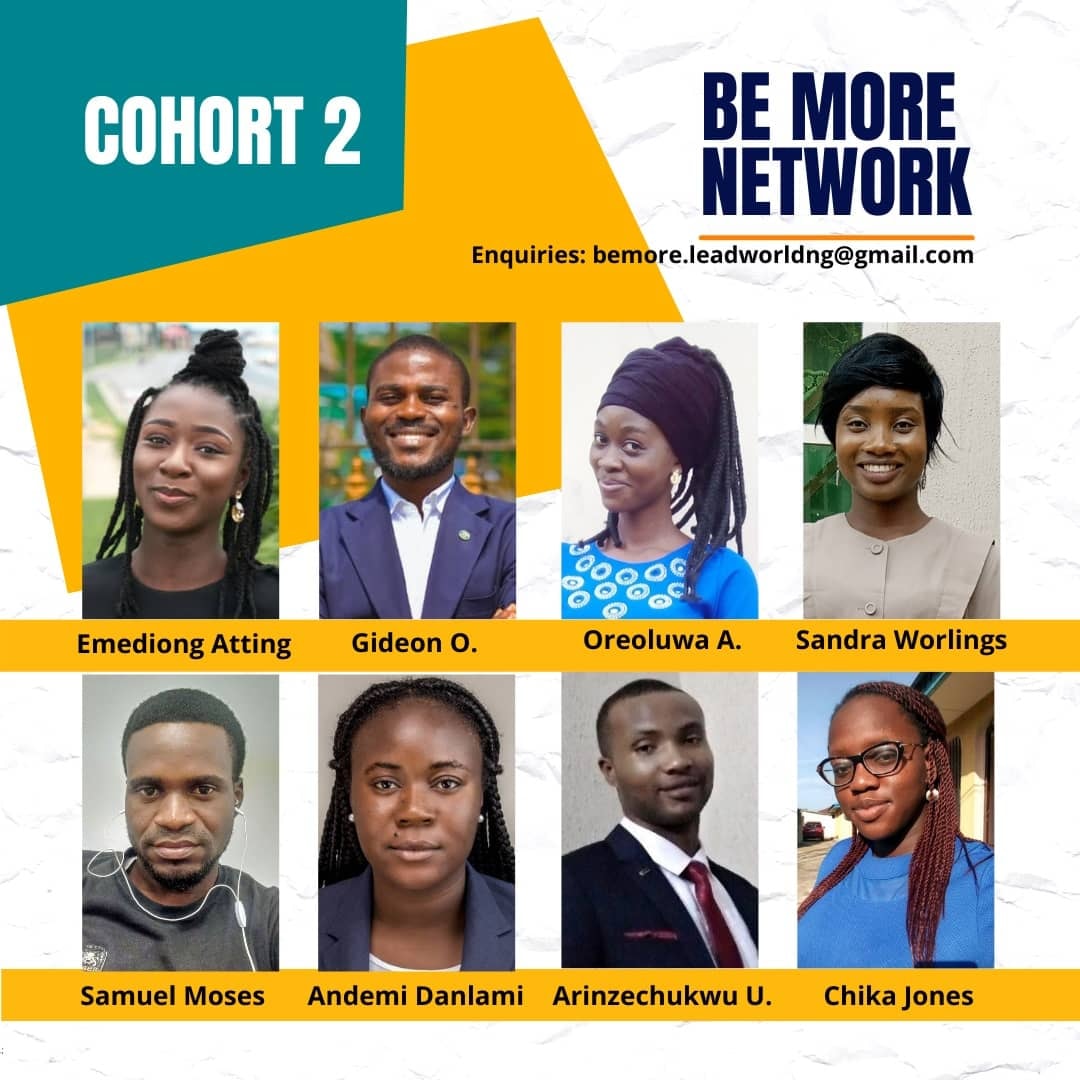 COHORT 2
BE MORE
NETWORK
Enquiries: bemore.leadworldng@gmail.com
Emediong Atting
Gideon O.
Oreoluwa A.
Sandra Worlings
Samuel Moses
Andemi Danlami
Arinzechukwu U.
Chika Jones